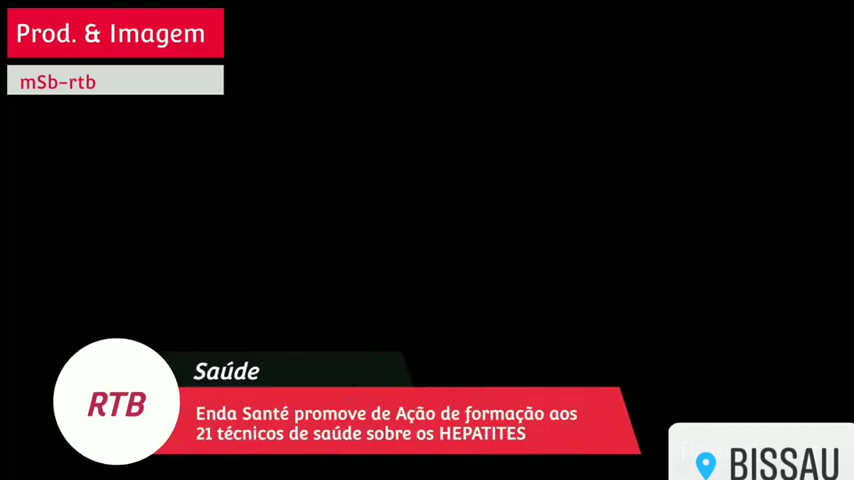 Prod. & Imagem
mSb-rtb
Saúde
RTB
Enda Santé promove de Ação de formação aos
21 técnicos de saúde sobre os HEPATITES
BISSAU